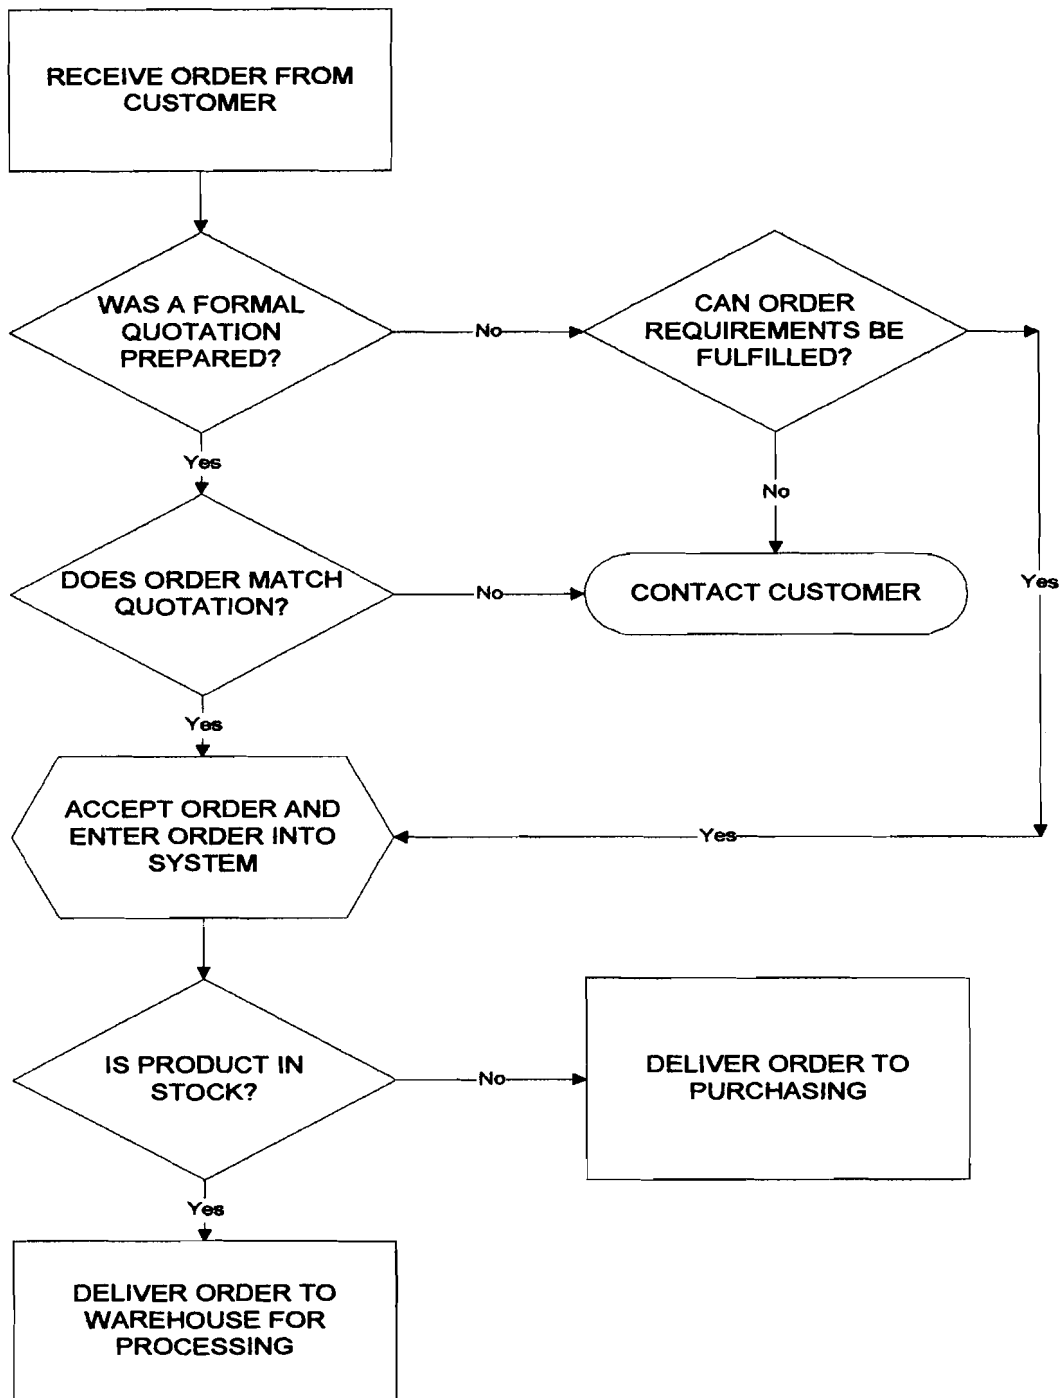 RECEIVE ORDER FROM
CUSTOMER
WAS A FORMAL
QUOTATION
PREPARED?
No
CAN ORDER
REQUIREMENTS BE
FULFILLED?
Yes
No
DOES ORDER MATCH
QUOTATION?
No
CONTACT CUSTOMER
Yes
Yes
ACCEPT ORDER AND
ENTER ORDER INTO
SYSTEM
Yes
IS PRODUCT IN
STOCK?
No
DELIVER ORDER TO
PURCHASING
Yes
DELIVER ORDER TO
WAREHOUSE FOR
PROCESSING